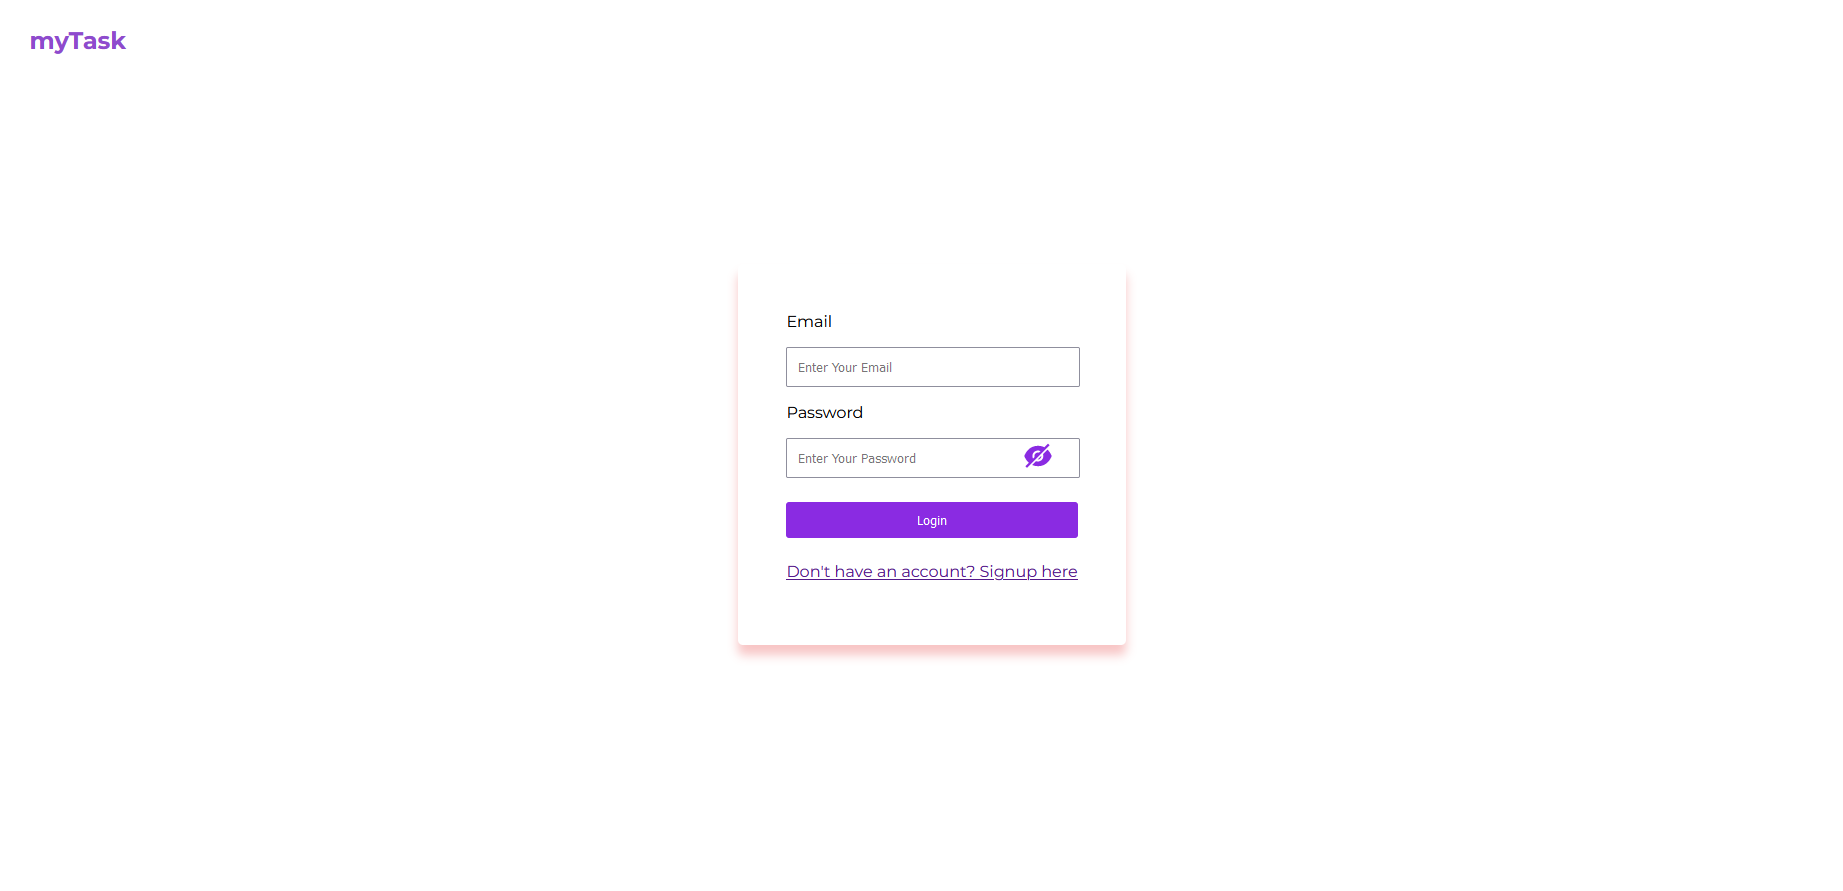 myTask
Email
Enter Your Email
Password
Enter Your Password
Login
Don't have an account? Signup here